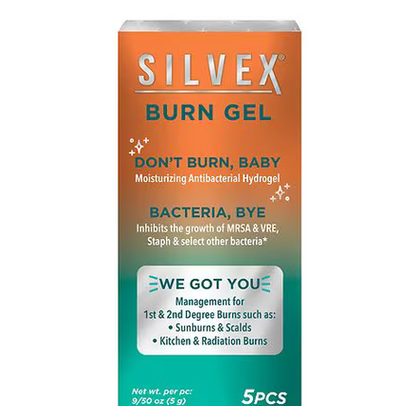 SILVEX®
BURN GEL
DON'T BURN, BABY
Moisturizing Antibacterial Hydrogel
BACTERIA, BYE
Inhibits the growth of MRSA & VRE,
Staph & select other bacteria*
WE GOT YOU
Management for
1st & 2nd Degree Burns such as:
• Sunburns & Scalds
• Kitchen & Radiation Burns
Net wt. per pc:
9/50 oz (5 g)
5PCS